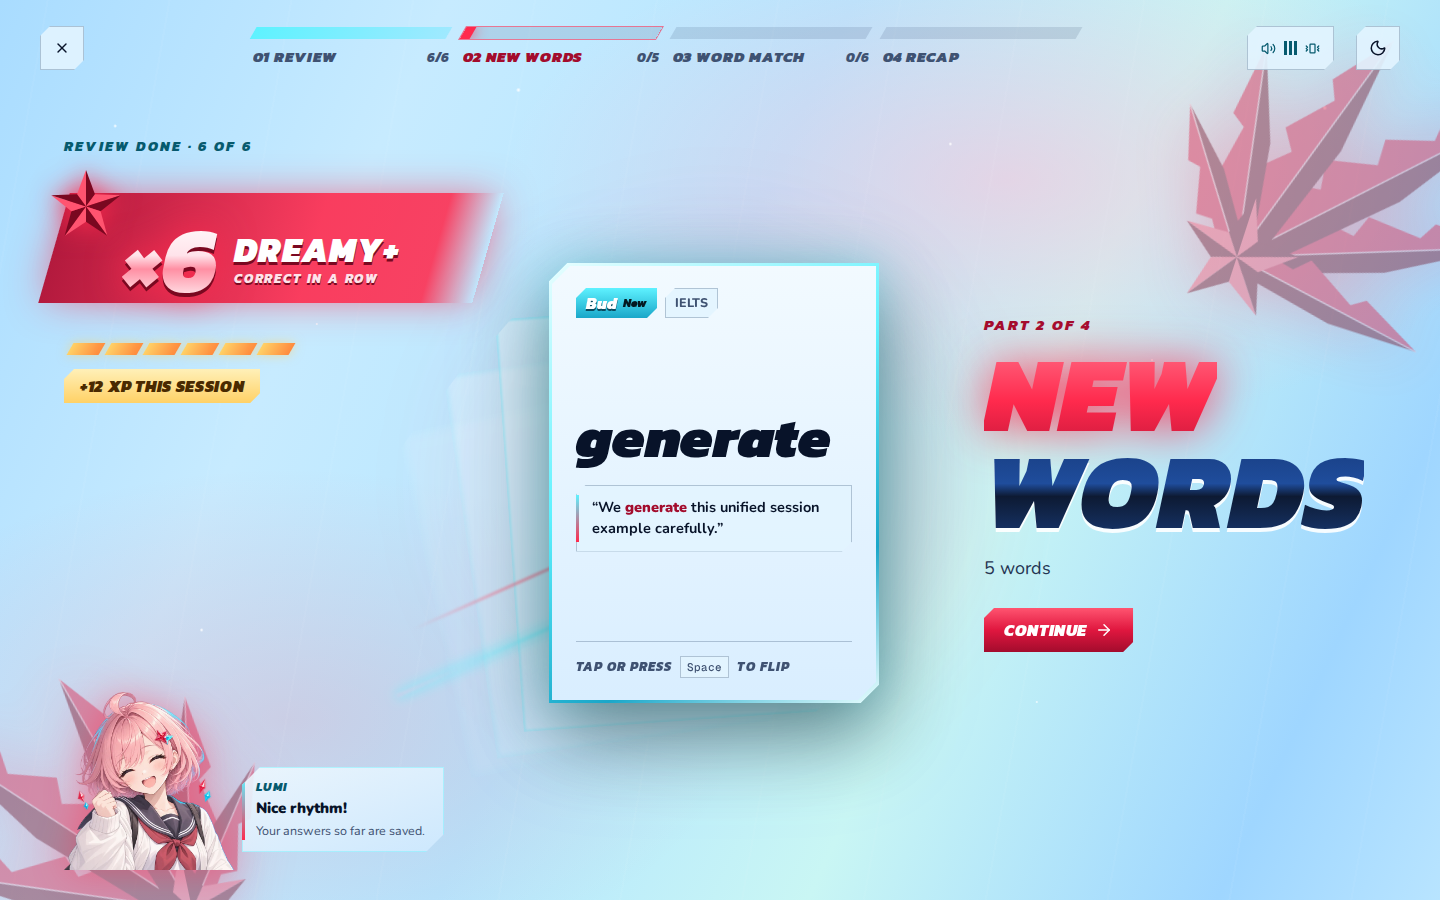 01 REVIEW 6/6
02 NEW WORDS 0/5
03 WORD MATCH 0/6
04 RECAP
REVIEW DONE · 6 OF 6
×6 DREAMY+
CORRECT IN A ROW
+12 XP THIS SESSION
Bud New IELTS
generate
“We generate this unified session
example carefully.”
TAP OR PRESS Space TO FLIP
PART 2 OF 4
NEW
WORDS
5 words
CONTINUE →
LUMI
Nice rhythm!
Your answers so far are saved.